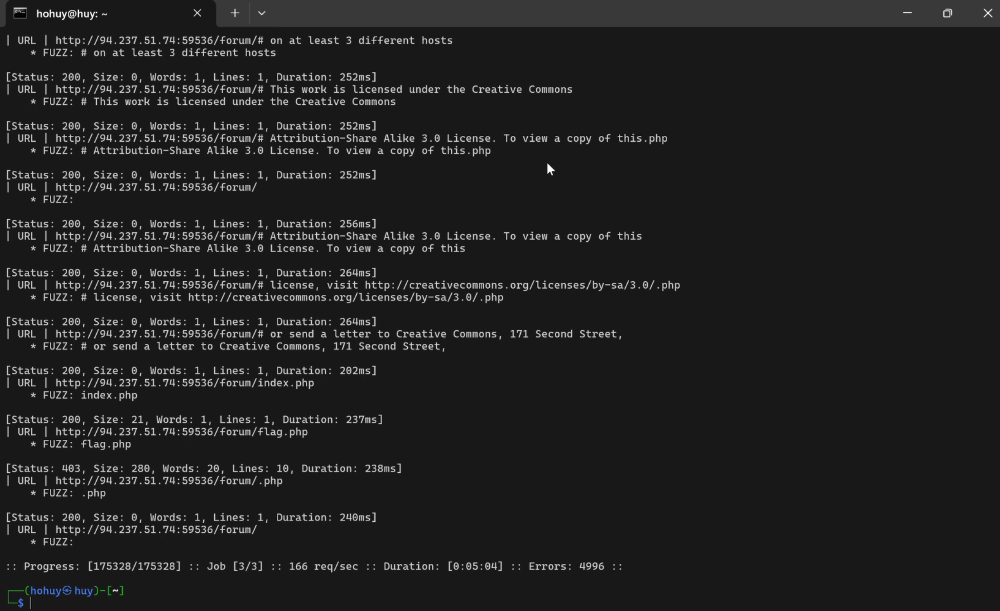 hohuy@huy: ~
| URL | http://94.237.51.74:59536/forum/# on at least 3 different hosts
    * FUZZ: # on at least 3 different hosts
[Status: 200, Size: 0, Words: 1, Lines: 1, Duration: 252ms]
| URL | http://94.237.51.74:59536/forum/# This work is licensed under the Creative Commons
    * FUZZ: # This work is licensed under the Creative Commons
[Status: 200, Size: 0, Words: 1, Lines: 1, Duration: 252ms]
| URL | http://94.237.51.74:59536/forum/# Attribution-Share Alike 3.0 License. To view a copy of this.php
    * FUZZ: # Attribution-Share Alike 3.0 License. To view a copy of this.php
[Status: 200, Size: 0, Words: 1, Lines: 1, Duration: 252ms]
| URL | http://94.237.51.74:59536/forum/
    * FUZZ:
[Status: 200, Size: 0, Words: 1, Lines: 1, Duration: 256ms]
| URL | http://94.237.51.74:59536/forum/# Attribution-Share Alike 3.0 License. To view a copy of this
    * FUZZ: # Attribution-Share Alike 3.0 License. To view a copy of this
[Status: 200, Size: 0, Words: 1, Lines: 1, Duration: 264ms]
| URL | http://94.237.51.74:59536/forum/# license, visit http://creativecommons.org/licenses/by-sa/3.0/.php
    * FUZZ: # license, visit http://creativecommons.org/licenses/by-sa/3.0/.php
[Status: 200, Size: 0, Words: 1, Lines: 1, Duration: 264ms]
| URL | http://94.237.51.74:59536/forum/# or send a letter to Creative Commons, 171 Second Street,
    * FUZZ: # or send a letter to Creative Commons, 171 Second Street,
[Status: 200, Size: 0, Words: 1, Lines: 1, Duration: 202ms]
| URL | http://94.237.51.74:59536/forum/index.php
    * FUZZ: index.php
[Status: 200, Size: 21, Words: 1, Lines: 1, Duration: 237ms]
| URL | http://94.237.51.74:59536/forum/flag.php
    * FUZZ: flag.php
[Status: 403, Size: 280, Words: 20, Lines: 10, Duration: 238ms]
| URL | http://94.237.51.74:59536/forum/.php
    * FUZZ: .php
[Status: 200, Size: 0, Words: 1, Lines: 1, Duration: 240ms]
| URL | http://94.237.51.74:59536/forum/
    * FUZZ:
:: Progress: [175328/175328] :: Job [3/3] :: 166 req/sec :: Duration: [0:05:04] :: Errors: 4996 ::
┌──(hohuy㉿huy)-[~]
└─$